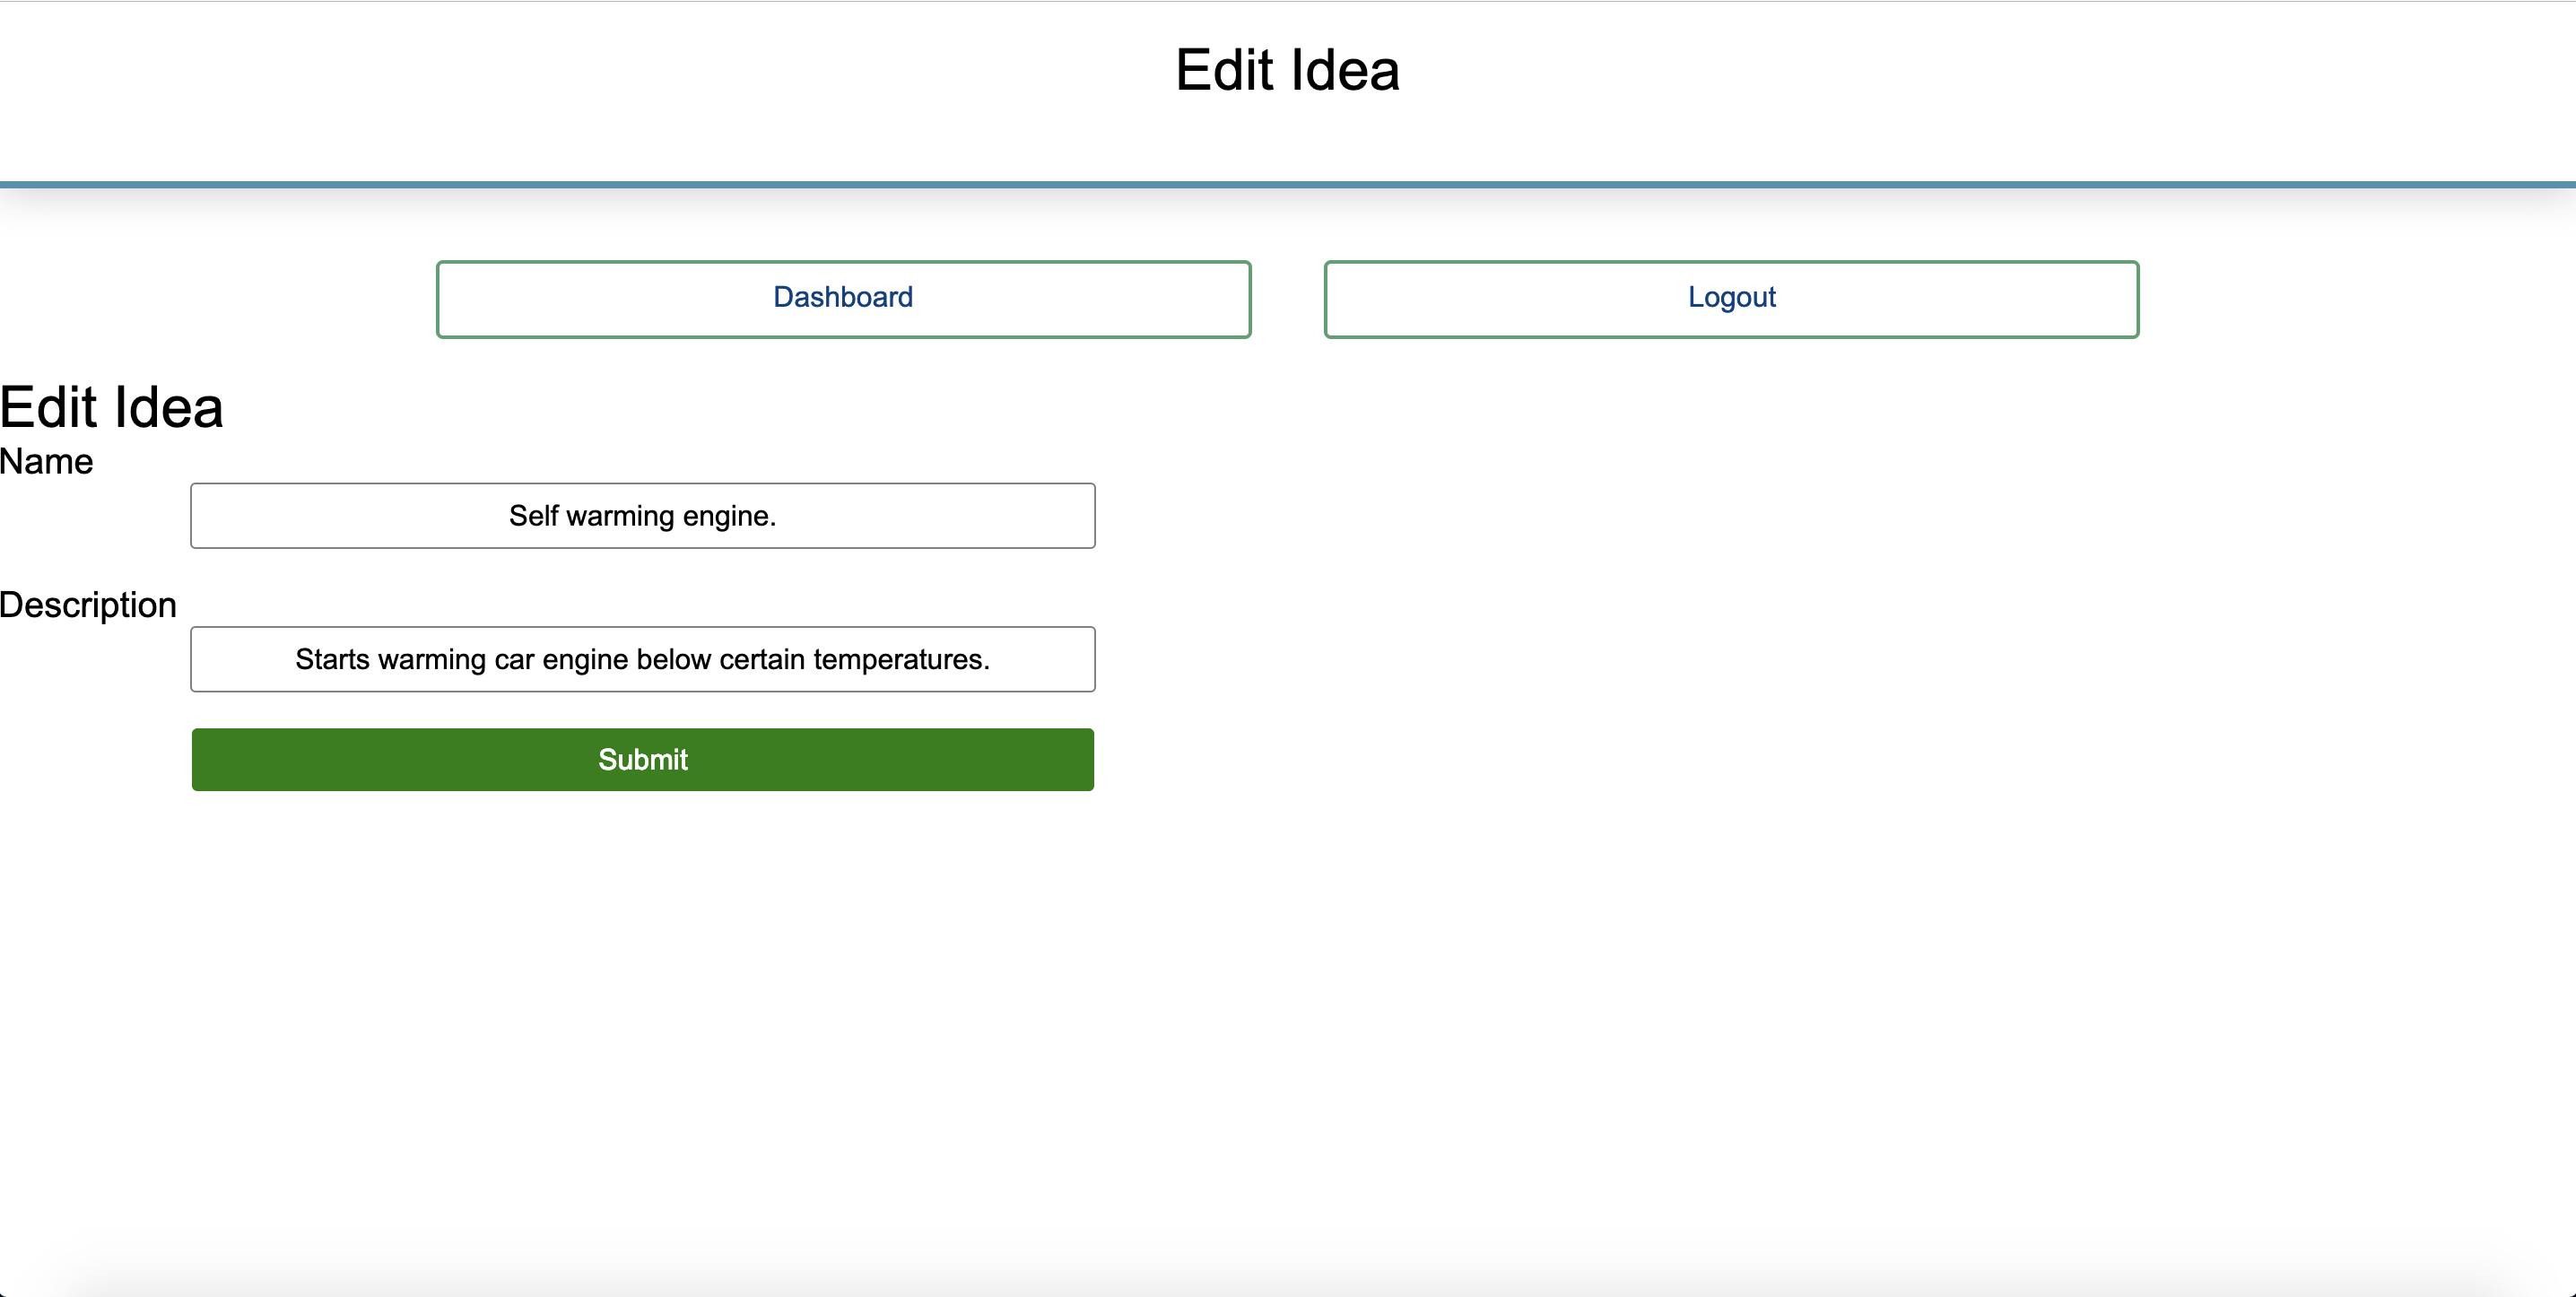 Edit Idea
Dashboard
Logout
Edit Idea
Name
Self warming engine.
Description
Starts warming car engine below certain temperatures.
Submit